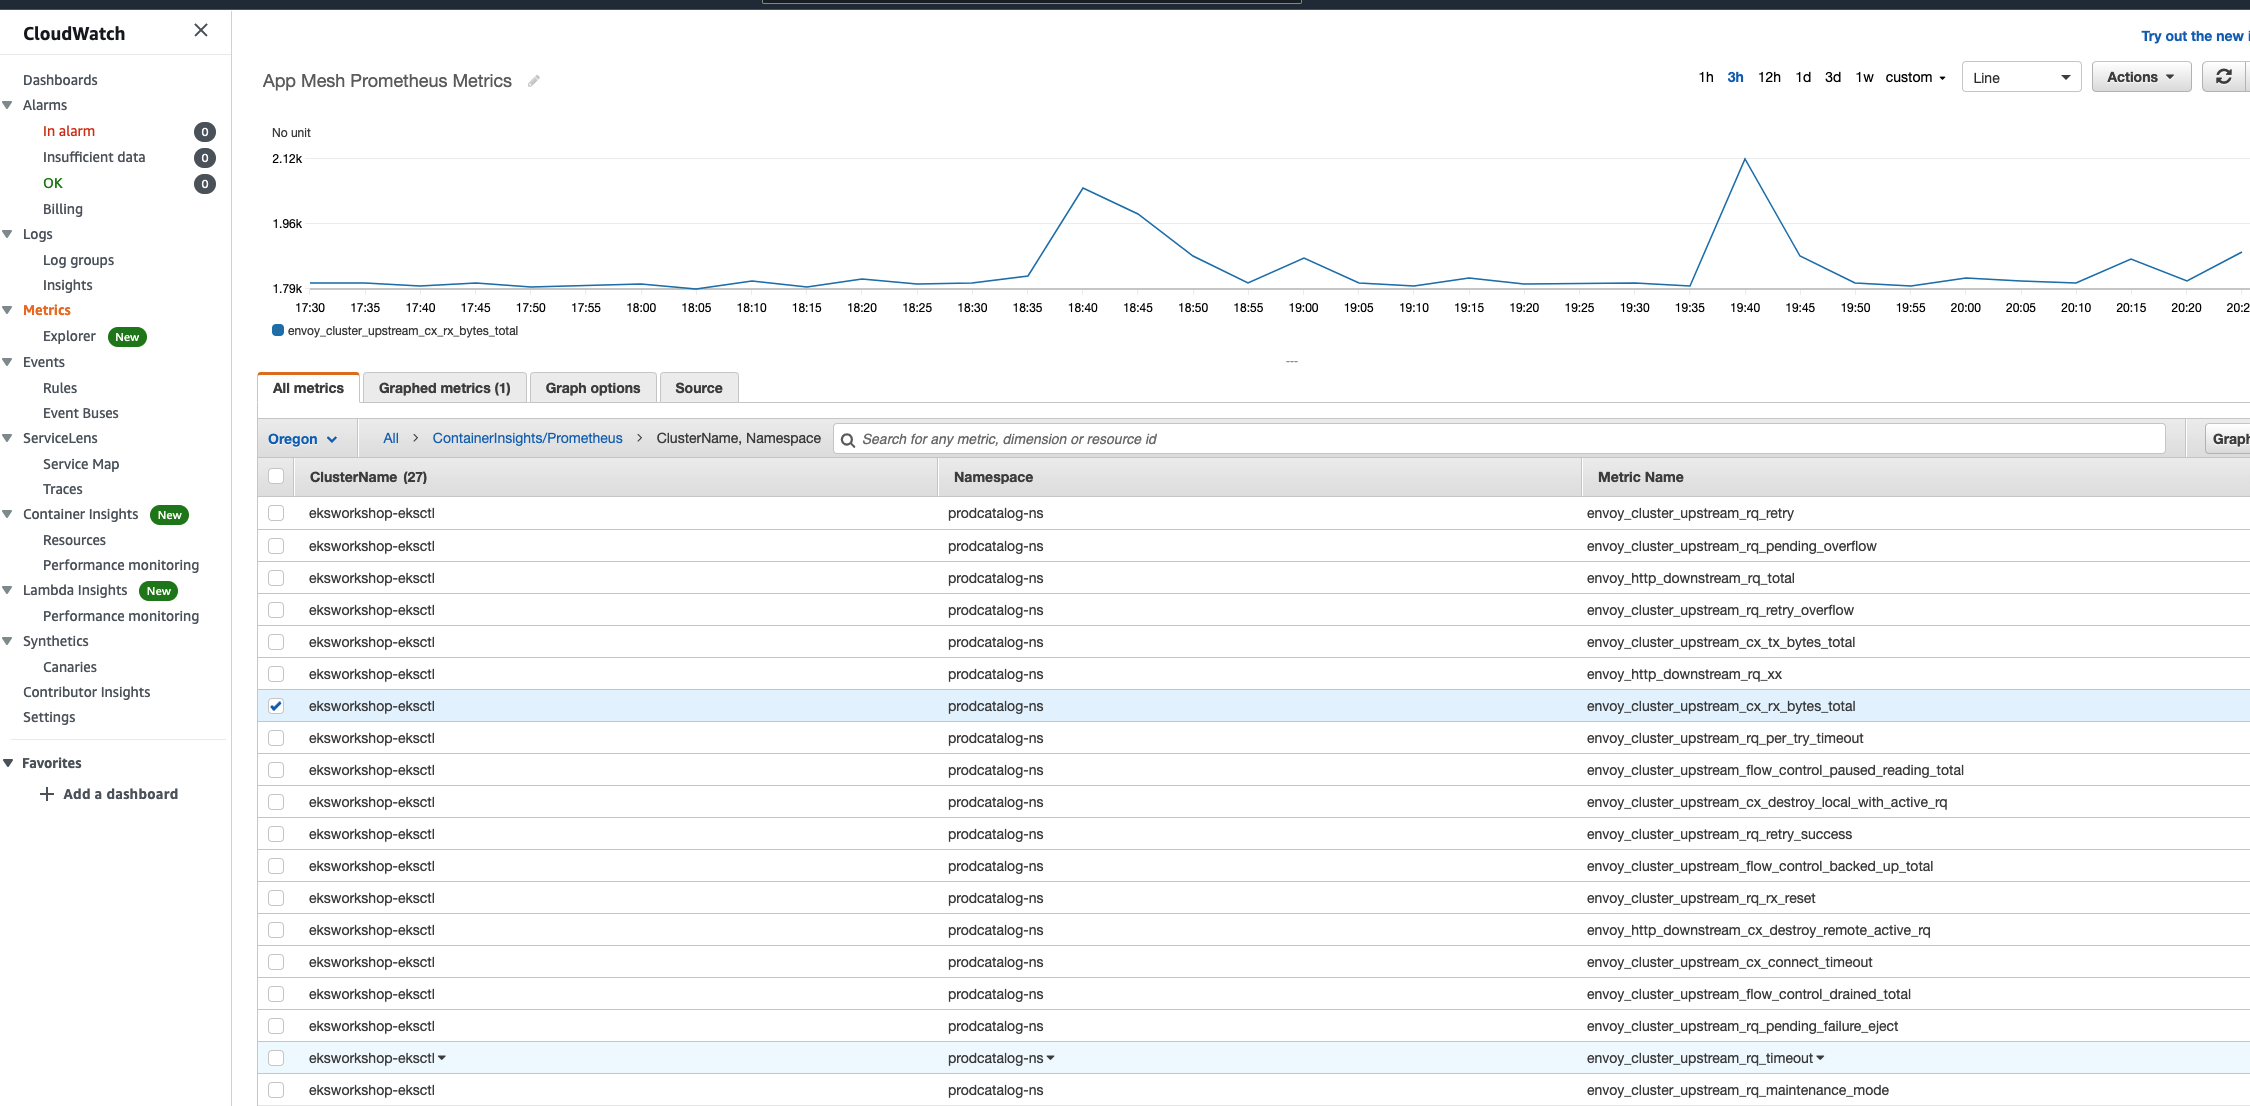 CloudWatch
Dashboards
Alarms
In alarm 0
Insufficient data 0
OK 0
Billing
Logs
Log groups
Insights
Metrics
Explorer New
Events
Rules
Event Buses
ServiceLens
Service Map
Traces
Container Insights New
Resources
Performance monitoring
Lambda Insights New
Performance monitoring
Synthetics
Canaries
Contributor Insights
Settings
Favorites
+ Add a dashboard
Try out the new i
App Mesh Prometheus Metrics
1h 3h 12h 1d 3d 1w custom Line Actions
No unit
2.12k
1.96k
1.79k
17:30 17:35 17:40 17:45 17:50 17:55 18:00 18:05 18:10 18:15 18:20 18:25 18:30 18:35 18:40 18:45 18:50 18:55 19:00 19:05 19:10 19:15 19:20 19:25 19:30 19:35 19:40 19:45 19:50 19:55 20:00 20:05 20:10 20:15 20:20 20:2
envoy_cluster_upstream_cx_rx_bytes_total
All metrics Graphed metrics (1) Graph options Source
Oregon All > ContainerInsights/Prometheus > ClusterName, Namespace Search for any metric, dimension or resource id Graph
ClusterName (27) Namespace Metric Name
eksworkshop-eksctl prodcatalog-ns envoy_cluster_upstream_rq_retry
eksworkshop-eksctl prodcatalog-ns envoy_cluster_upstream_rq_pending_overflow
eksworkshop-eksctl prodcatalog-ns envoy_http_downstream_rq_total
eksworkshop-eksctl prodcatalog-ns envoy_cluster_upstream_rq_retry_overflow
eksworkshop-eksctl prodcatalog-ns envoy_cluster_upstream_cx_tx_bytes_total
eksworkshop-eksctl prodcatalog-ns envoy_http_downstream_rq_xx
eksworkshop-eksctl prodcatalog-ns envoy_cluster_upstream_cx_rx_bytes_total
eksworkshop-eksctl prodcatalog-ns envoy_cluster_upstream_rq_per_try_timeout
eksworkshop-eksctl prodcatalog-ns envoy_cluster_upstream_flow_control_paused_reading_total
eksworkshop-eksctl prodcatalog-ns envoy_cluster_upstream_cx_destroy_local_with_active_rq
eksworkshop-eksctl prodcatalog-ns envoy_cluster_upstream_rq_retry_success
eksworkshop-eksctl prodcatalog-ns envoy_cluster_upstream_flow_control_backed_up_total
eksworkshop-eksctl prodcatalog-ns envoy_cluster_upstream_rq_rx_reset
eksworkshop-eksctl prodcatalog-ns envoy_http_downstream_cx_destroy_remote_active_rq
eksworkshop-eksctl prodcatalog-ns envoy_cluster_upstream_cx_connect_timeout
eksworkshop-eksctl prodcatalog-ns envoy_cluster_upstream_flow_control_drained_total
eksworkshop-eksctl prodcatalog-ns envoy_cluster_upstream_rq_pending_failure_eject
eksworkshop-eksctl prodcatalog-ns envoy_cluster_upstream_rq_timeout
eksworkshop-eksctl prodcatalog-ns envoy_cluster_upstream_rq_maintenance_mode